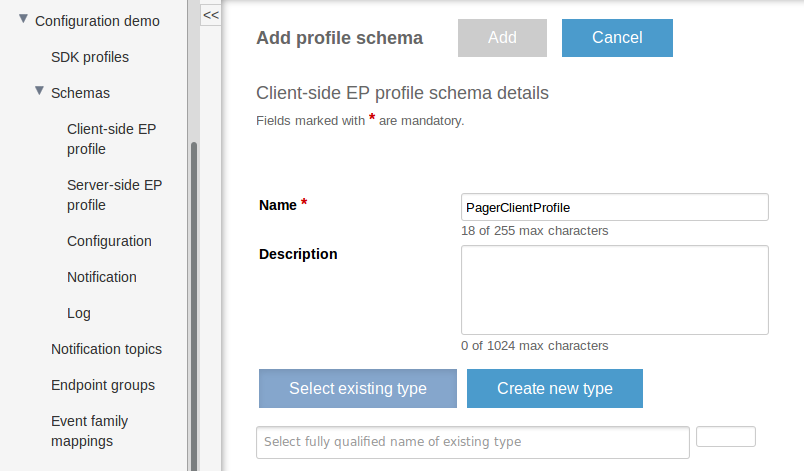 Configuration demo
SDK profiles
Schemas
Client-side EP
profile
Server-side EP
profile
Configuration
Notification
Log
Notification topics
Endpoint groups
Event family
mappings
<<
Add profile schema
Add
Cancel
Client-side EP profile schema details
Fields marked with * are mandatory.
Name *
PagerClientProfile
18 of 255 max characters
Description
0 of 1024 max characters
Select existing type
Create new type
Select fully qualified name of existing type